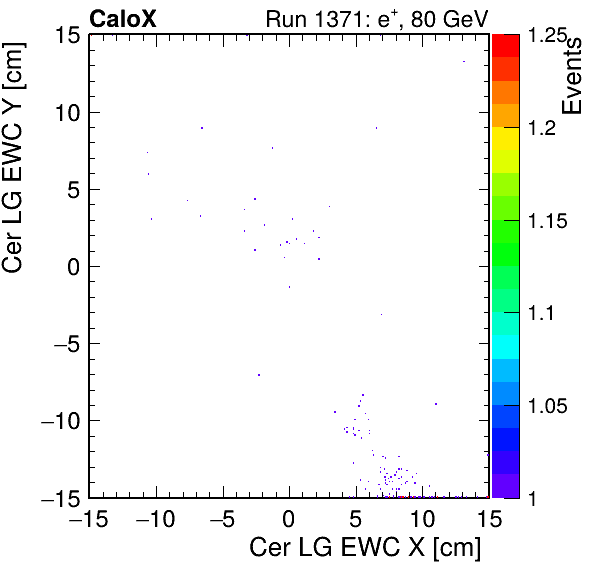 CaloX Run 1371: e+, 80 GeV
Cer LG EWC Y [cm]
15
10
5
0
−5
−10
−15
−15 −10 −5 0 5 10 15
Cer LG EWC X [cm]
1.25
1.2
1.15
1.1
1.05
1
Events